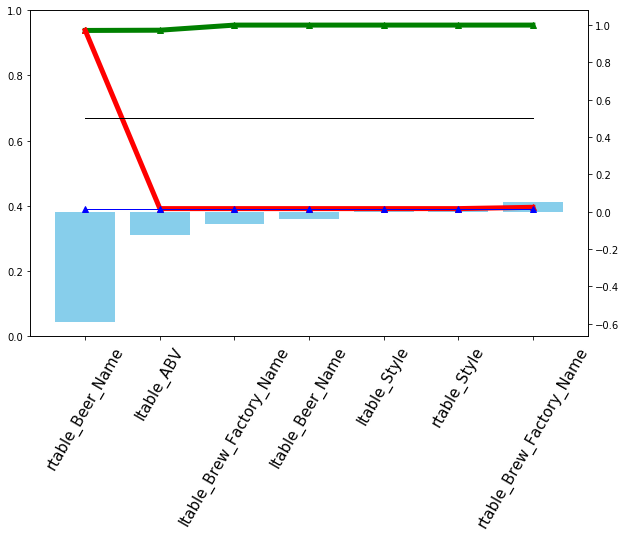 1.0
0.8
0.6
0.4
0.2
0.0
1.0
0.8
0.6
0.4
0.2
0.0
−0.2
−0.4
−0.6
rtable_Beer_Name
ltable_ABV
ltable_Brew_Factory_Name
ltable_Beer_Name
ltable_Style
rtable_Style
rtable_Brew_Factory_Name